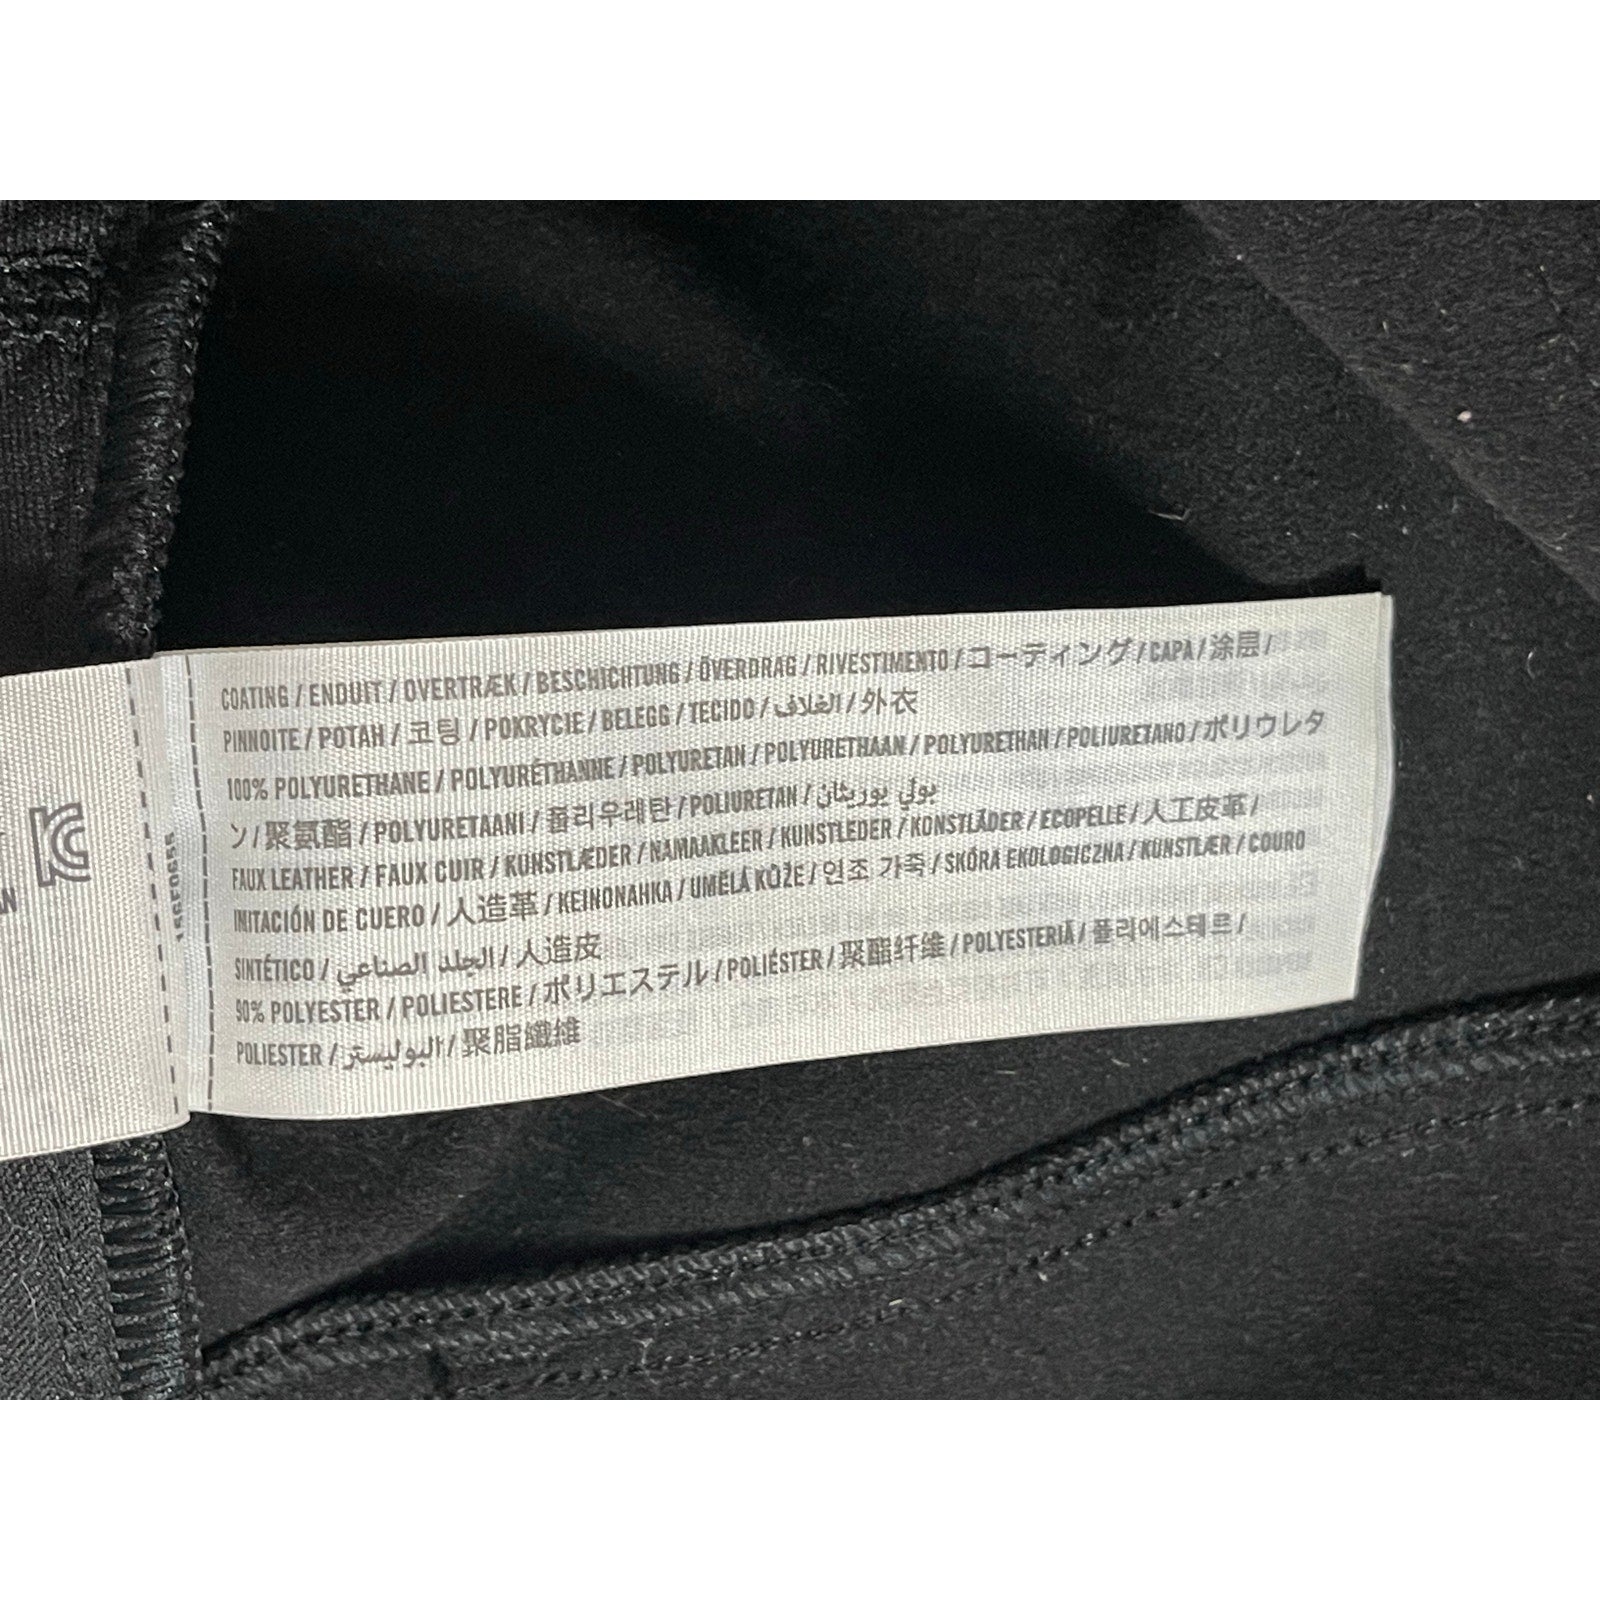 COATING / ENDUIT / OVERTRÆK / BESCHICHTUNG / ÖVERDRAG / RIVESTIMENTO / コーティング / CAPA / 涂层 /
PINNOITE / POTAH / 코팅 / POKRYCIE / BELEGG / TECIDO / الغلاف / 外衣
100% POLYURETHANE / POLYURÉTHANNE / POLYURETAN / POLYURETHAAN / POLYURETHAN / POLIURETANO / ポリウレタ
ン / 聚氨酯 / POLYURETAANI / 폴리우레탄 / POLIURETAN / بولي يوريثان
FAUX LEATHER / FAUX CUIR / KUNSTLÆDER / NAMAAKLEER / KUNSTLEDER / KONSTLÄDER / ECOPELLE / 人工皮革 /
IMITACIÓN DE CUERO / 人造革 / KEINONAHKA / UMĚLÁ KŮŽE / 인조 가죽 / SKÓRA EKOLOGICZNA / KUNSTLÆR / COURO
SINTÉTICO / الجلد الصناعي / 人造皮
90% POLYESTER / POLIESTERE / ポリエステル / POLIÉSTER / 聚酯纤维 / POLYESTERIÄ / 폴리에스테르 /
POLIESTER / البوليستر / 聚脂纖維
AN